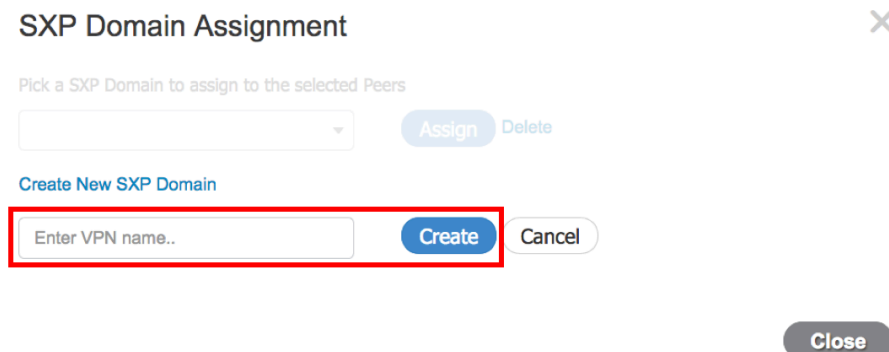 SXP Domain Assignment
Pick a SXP Domain to assign to the selected Peers
Assign Delete
Create New SXP Domain
Enter VPN name.. Create Cancel
Close